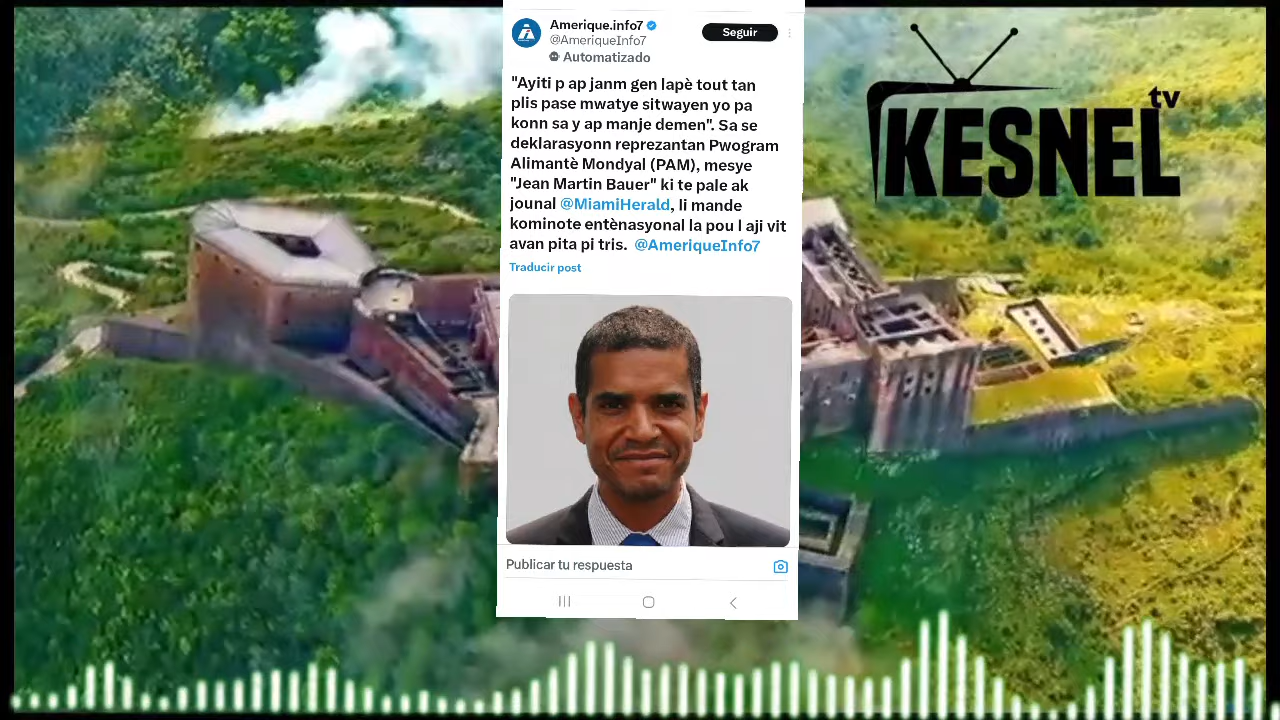 Amerique.info7
@AmeriqueInfo7
Seguir
Automatizado
"Ayiti p ap janm gen lapè tout tan
plis pase mwatye sitwayen yo pa
konn sa y ap manje demen". Sa se
deklarasyonn reprezantan Pwogram
Alimantè Mondyal (PAM), mesye
"Jean Martin Bauer" ki te pale ak
jounal @MiamiHerald, li mande
kominote entènasyonal la pou l aji vit
avan pita pi tris. @AmeriqueInfo7
Traducir post
Publicar tu respuesta
KESNEL
tv